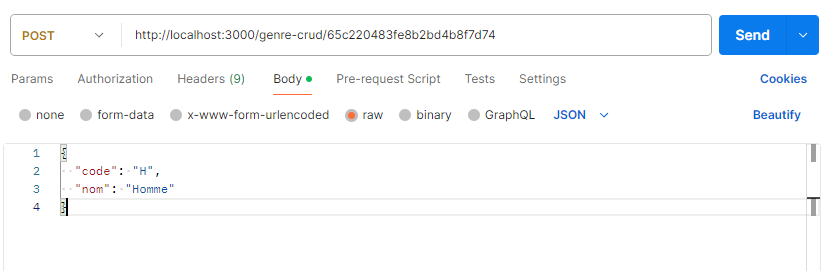 POST http://localhost:3000/genre-crud/65c220483fe8b2bd4b8f7d74 Send
Params Authorization Headers (9) Body Pre-request Script Tests Settings Cookies
none form-data x-www-form-urlencoded raw binary GraphQL JSON Beautify
1 {
2 "code": "H",
3 "nom": "Homme"
4 }